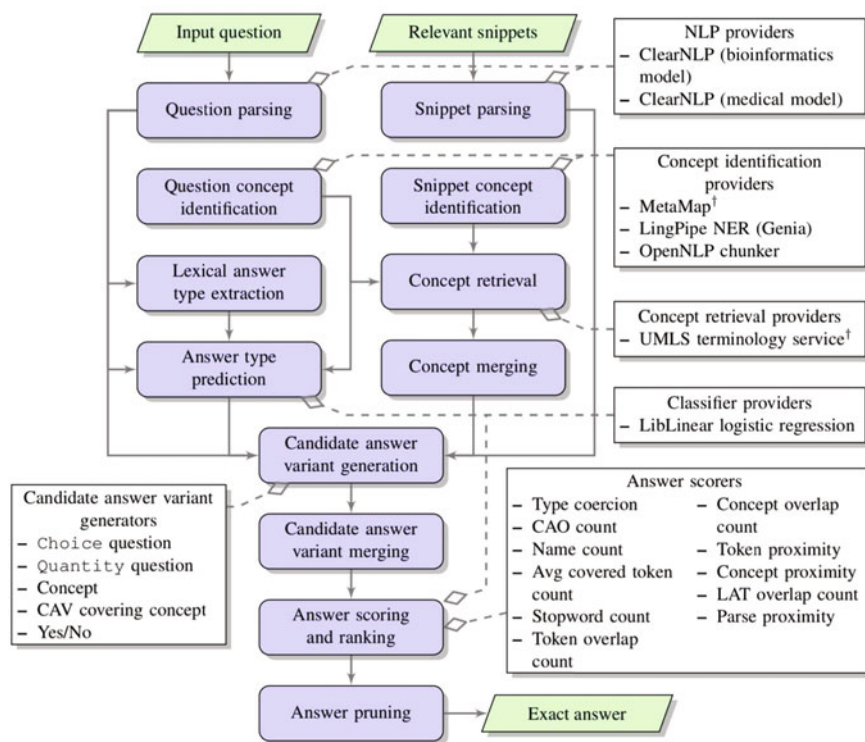 Input question
Relevant snippets
NLP providers
– ClearNLP (bioinformatics
model)
– ClearNLP (medical model)
Question parsing
Snippet parsing
Concept identification
providers
– MetaMap†
– LingPipe NER (Genia)
– OpenNLP chunker
Question concept
identification
Snippet concept
identification
Lexical answer
type extraction
Concept retrieval
Concept retrieval providers
– UMLS terminology service†
Answer type
prediction
Concept merging
Classifier providers
– LibLinear logistic regression
Candidate answer
variant generation
Candidate answer variant
generators
– Choice question
– Quantity question
– Concept
– CAV covering concept
– Yes/No
Candidate answer
variant merging
Answer scorers
– Type coercion
– CAO count
– Name count
– Avg covered token
count
– Stopword count
– Token overlap
count
– Concept overlap
count
– Token proximity
– Concept proximity
– LAT overlap count
– Parse proximity
Answer scoring
and ranking
Answer pruning
Exact answer